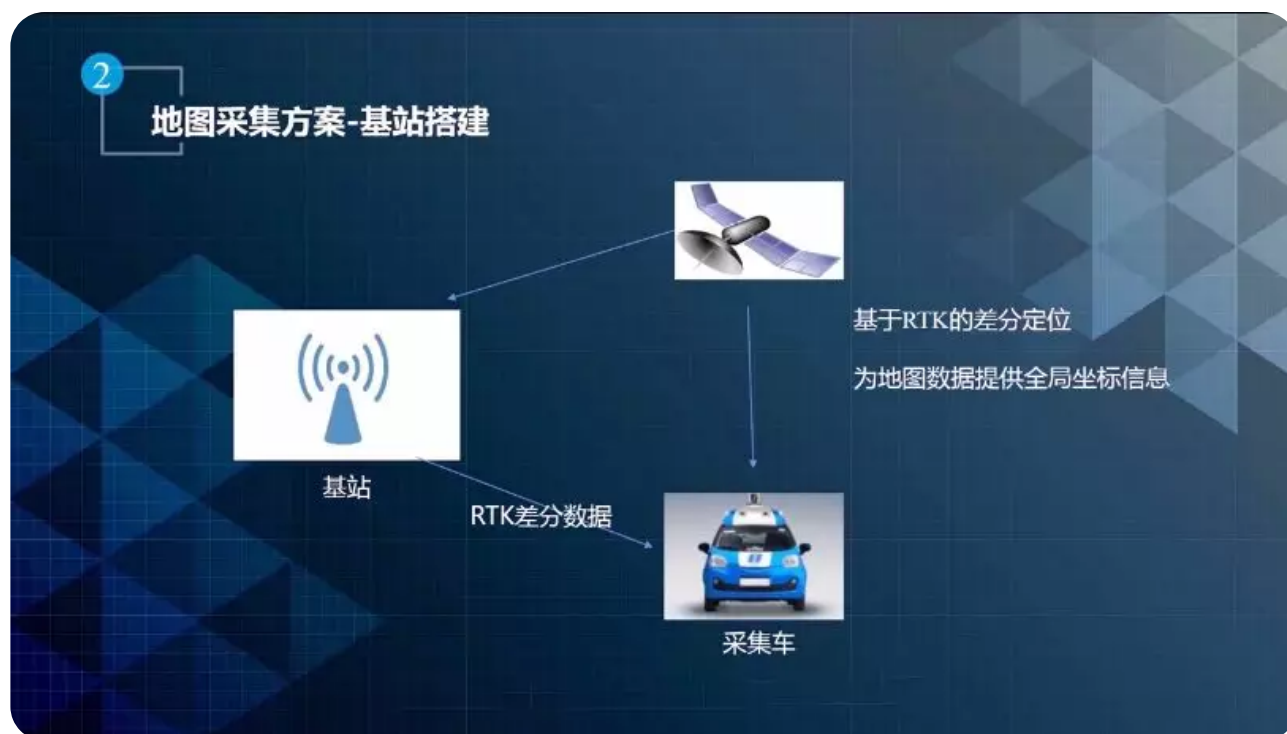 2
地图采集方案-基站搭建
基于RTK的差分定位
为地图数据提供全局坐标信息
基站
RTK差分数据
采集车